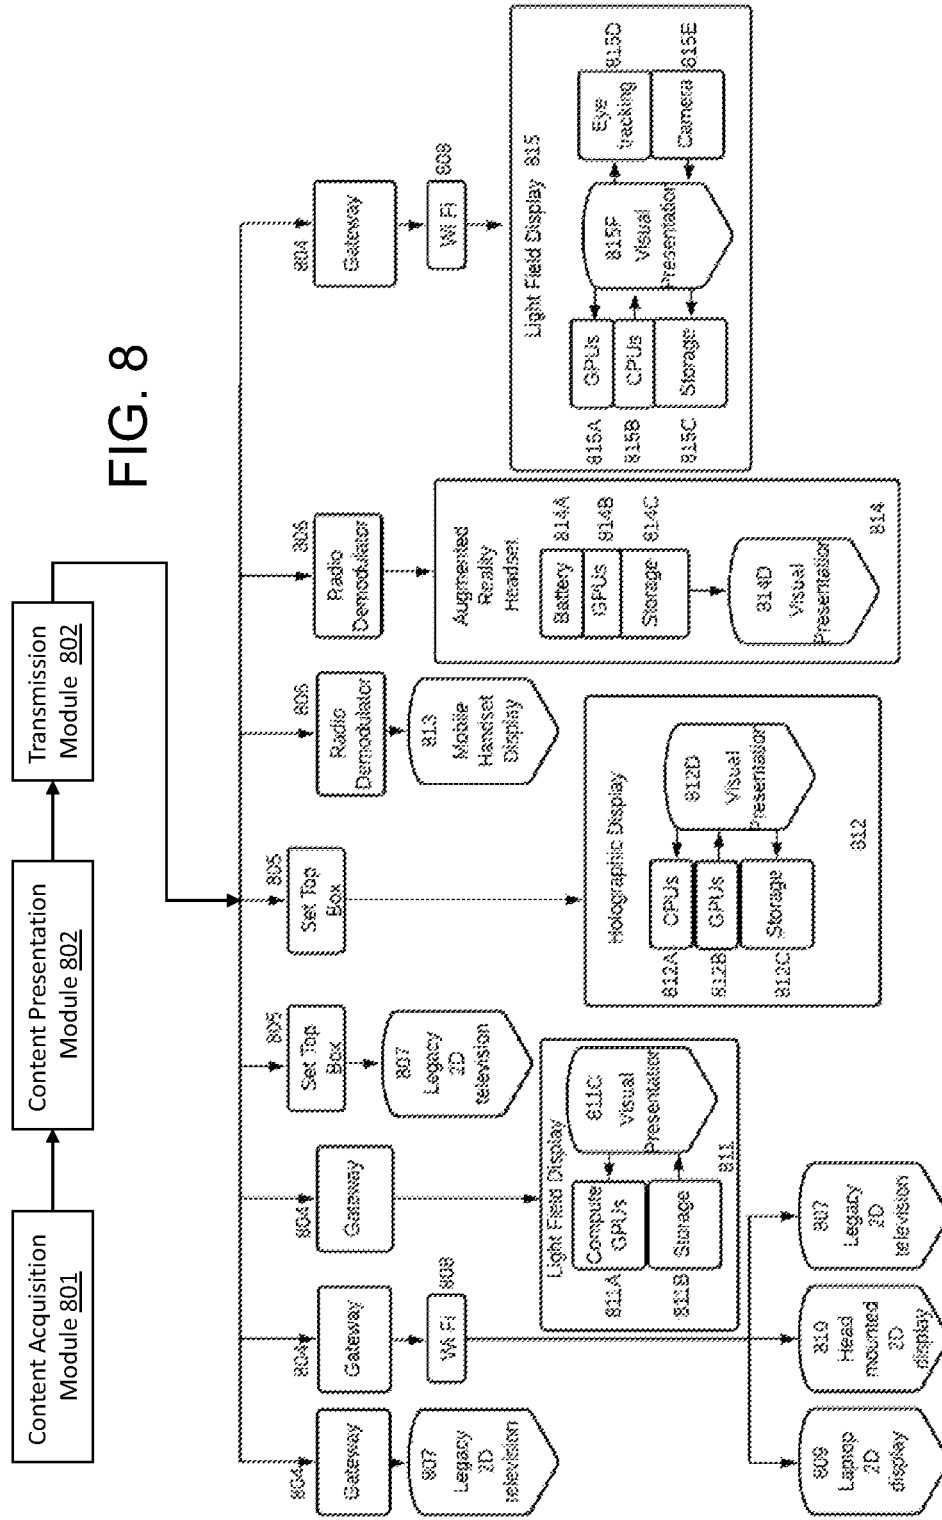 FIG. 8
Content Acquisition
Module 801
Content Presentation
Module 802
Transmission
Module 802
804
Gateway
807
Legacy
2D
television
804
Gateway
808
Wi Fi
809
Laptop
2D
display
810
Head
mounted
2D
display
807
Legacy
2D
television
804
Gateway
Light Field Display
811A
Compute
GPUs
811B
Storage
811C
Visual
Presentation
811
805
Set Top
Box
807
Legacy
2D
television
805
Set Top
Box
Holographic Display
812A
CPUs
812B
GPUs
812C
Storage
812D
Visual
Presentation
812
806
Radio
Demodulator
813
Mobile
Handset
Display
806
Radio
Demodulator
Augmented
Reality
Headset
Battery
814A
GPUs
814B
Storage
814C
814D
Visual
Presentation
814
804
Gateway
808
Wi Fi
Light Field Display 815
815A
GPUs
815B
CPUs
815C
Storage
815F
Visual
Presentation
Eye
tracking
815D
Camera
815E